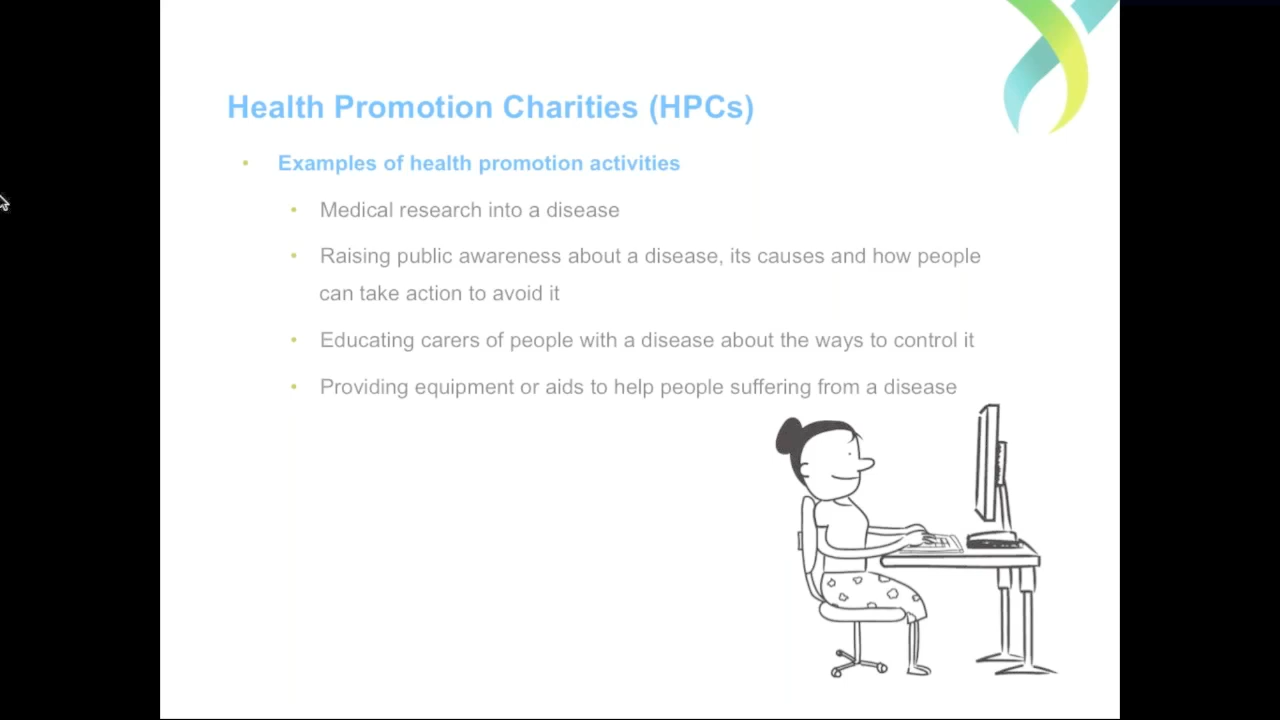 Health Promotion Charities (HPCs)
• Examples of health promotion activities
• Medical research into a disease
• Raising public awareness about a disease, its causes and how people
can take action to avoid it
• Educating carers of people with a disease about the ways to control it
• Providing equipment or aids to help people suffering from a disease